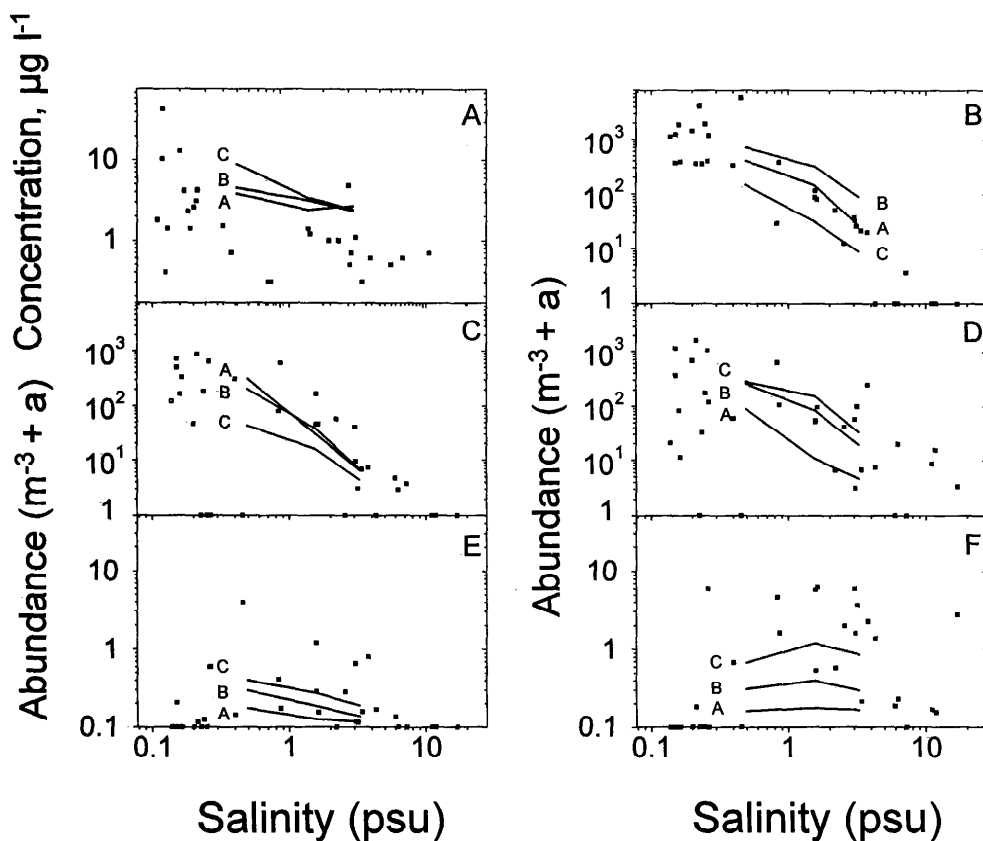 Abundance (m⁻³ + a) Concentration, µg l⁻¹
A
10
1
C
B
A
Abundance (m⁻³ + a)
B
10³
10²
10¹
1
B
A
C
C
10³
10²
10¹
1
A
B
C
D
10³
10²
10¹
1
C
B
A
E
10
1
0.1
C
B
A
0.1 1 10
Salinity (psu)
F
10
1
0.1
C
B
A
0.1 1 10
Salinity (psu)